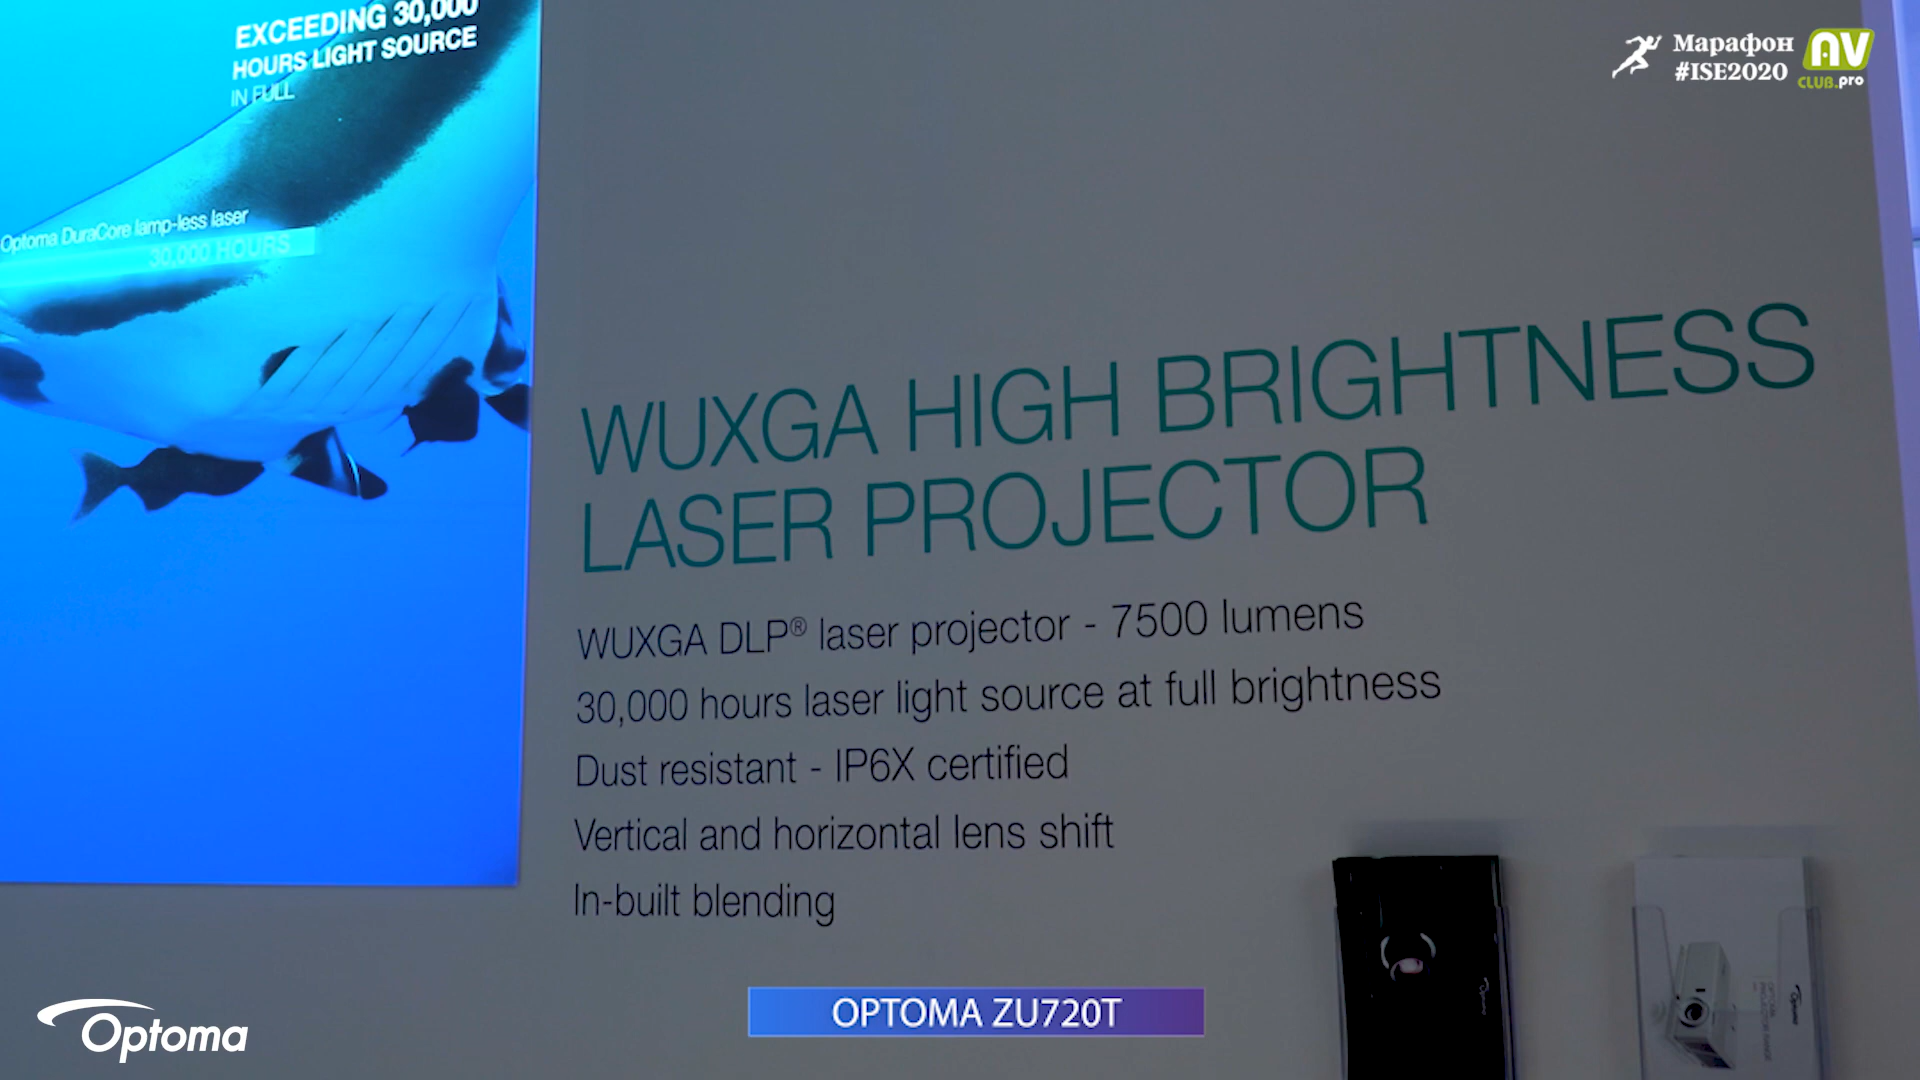 EXCEEDING 30,000
HOURS LIGHT SOURCE
IN FULL
Optoma DuraCore lamp-less laser
30,000 HOURS
Марафон
#ISE2020
AV
CLUB.pro
WUXGA HIGH BRIGHTNESS
LASER PROJECTOR
WUXGA DLP® laser projector - 7500 lumens
30,000 hours laser light source at full brightness
Dust resistant - IP6X certified
Vertical and horizontal lens shift
In-built blending
OPTOMA ZU720T
Optoma
Optoma
Optoma